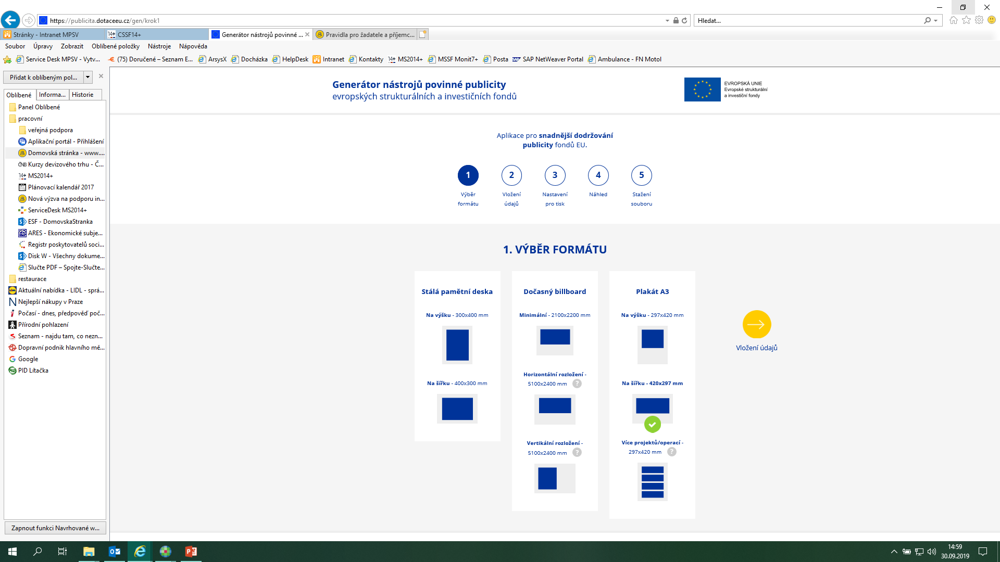 https://publicita.dotaceeu.cz/gen/krok1
Hledat...
Stránky - Intranet MPSV
14+ CSSF14+
Generátor nástrojů povinné ...
Pravidla pro žadatele a příjemc...
Soubor Úpravy Zobrazit Oblíbené položky Nástroje Nápověda
Service Desk MPSV - Vytv... (75) Doručené – Seznam E... ArsysX Docházka HelpDesk Intranet Kontakty 14+ MS2014+ MSSF Monit7+ Posta SAP SAP NetWeaver Portal Ambulance - FN Motol
Přidat k oblíbeným pol...
Oblíbené Informa... Historie
Panel Oblíbené
pracovní
veřejná podpora
Aplikační portál - Přihlášení
Domovská stránka - www....
ČNB Kurzy devizového trhu - Č...
14+ MS2014+
Plánovací kalendář 2017
Nová výzva na podporu in...
ServiceDesk MS2014+
ESF - DomovskaStranka
ARES - Ekonomické subje...
Registr poskytovatelů soci...
Disk W - Všechny dokume...
Slučte PDF – Spojte-Slučte...
restaurace
Aktuální nabídka - LIDL - sprá...
N Nejlepší nákupy v Praze
Počasí - dnes, předpověď poč...
Přírodní pohlazení
S Seznam - najdu tam, co nezn...
Dopravní podnik hlavního mě...
G Google
PID PID Lítačka
Zapnout funkci Navrhované w...
Generátor nástrojů povinné publicity
evropských strukturálních a investičních fondů
EVROPSKÁ UNIE
Evropské strukturální
a investiční fondy
Aplikace pro snadnější dodržování
publicity fondů EU.
1 2 3 4 5
Výběr
formátu
Vložení
údajů
Nastavení
pro tisk
Náhled
Stažení
souboru
1. VÝBĚR FORMÁTU
Stálá pamětní deska
Na výšku - 300x400 mm
Na šířku - 400x300 mm
Dočasný billboard
Minimální - 2100x2200 mm
Horizontální rozložení -
5100x2400 mm ?
Vertikální rozložení -
5100x2400 mm ?
Plakát A3
Na výšku - 297x420 mm
Na šířku - 420x297 mm
Více projektů/operací -
297x420 mm ?
Vložení údajů
14:59
30.09.2019